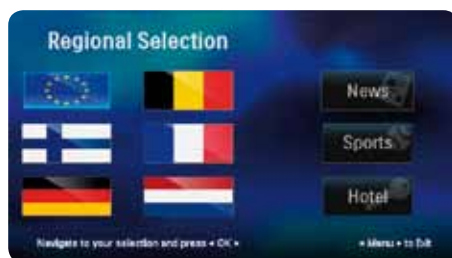 Regional Selection
News
Sports
Hotel
Navigate to your selection and press • OK •
• Menu • to Exit